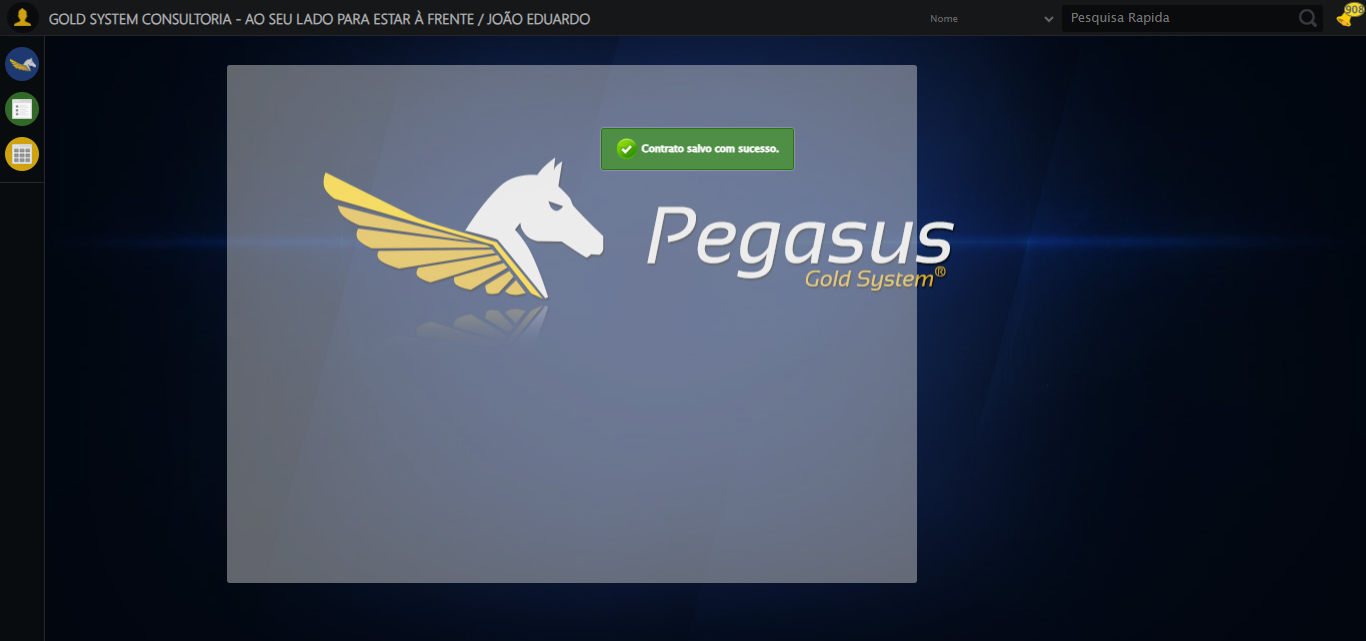 GOLD SYSTEM CONSULTORIA - AO SEU LADO PARA ESTAR À FRENTE / JOÃO EDUARDO
Nome
Pesquisa Rapida
908
Contrato salvo com sucesso.
Pegasus
Gold System®